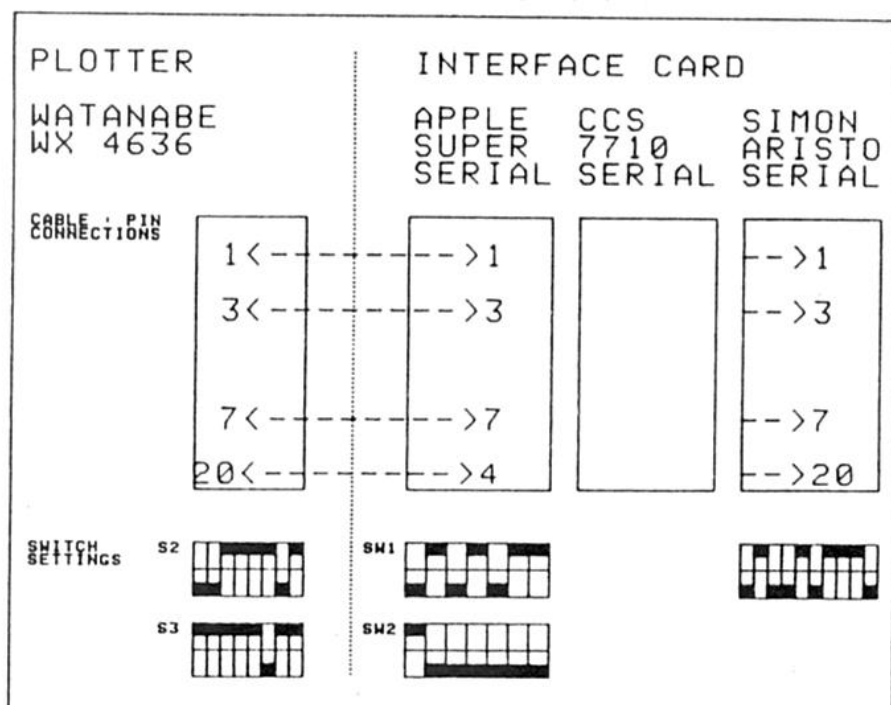 PLOTTER
INTERFACE CARD
WATANABE
WX 4636
APPLE
SUPER
SERIAL
CCS
7710
SERIAL
SIMON
ARISTO
SERIAL
CABLE : PIN
CONNECTIONS
1<----->1
-->1
3<----->3
-->3
7<----->7
-->7
20<----->4
-->20
SWITCH
SETTINGS
S2
SW1
S3
SW2